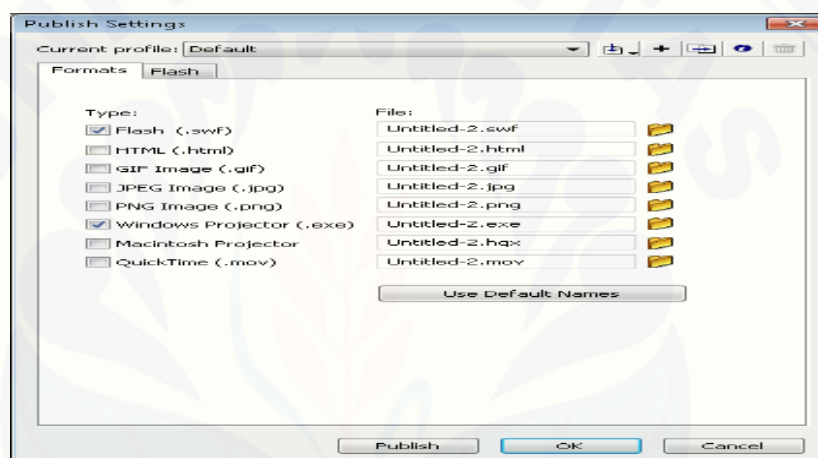 Publish Settings
Current profile: Default
Formats Flash
Type: File:
Flash (.swf) Untitled-2.swf
HTML (.html) Untitled-2.html
GIF Image (.gif) Untitled-2.gif
JPEG Image (.jpg) Untitled-2.jpg
PNG Image (.png) Untitled-2.png
Windows Projector (.exe) Untitled-2.exe
Macintosh Projector Untitled-2.hqx
QuickTime (.mov) Untitled-2.mov
Use Default Names
Publish OK Cancel